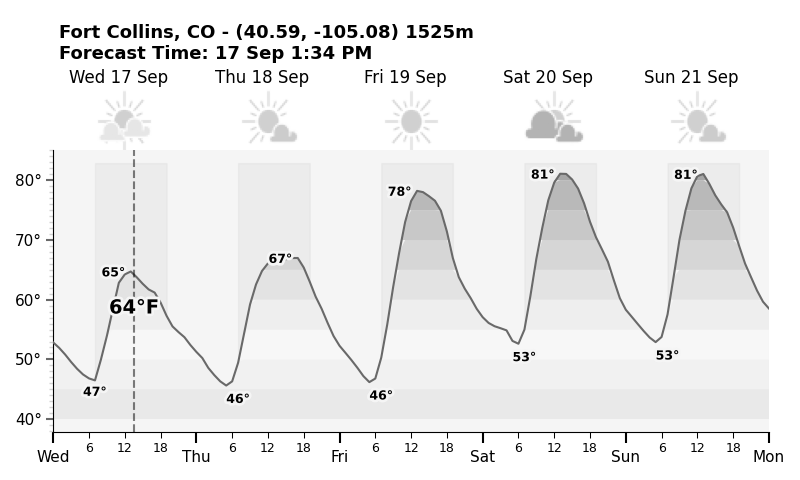 Fort Collins, CO - (40.59, -105.08) 1525m
Forecast Time: 17 Sep 1:34 PM
Wed 17 Sep Thu 18 Sep Fri 19 Sep Sat 20 Sep Sun 21 Sep
80°
70°
60°
50°
40°
65°
64°F
47°
67°
46°
78°
46°
81°
53°
81°
53°
6 12 18 6 12 18 6 12 18 6 12 18 6 12 18
Wed Thu Fri Sat Sun Mon